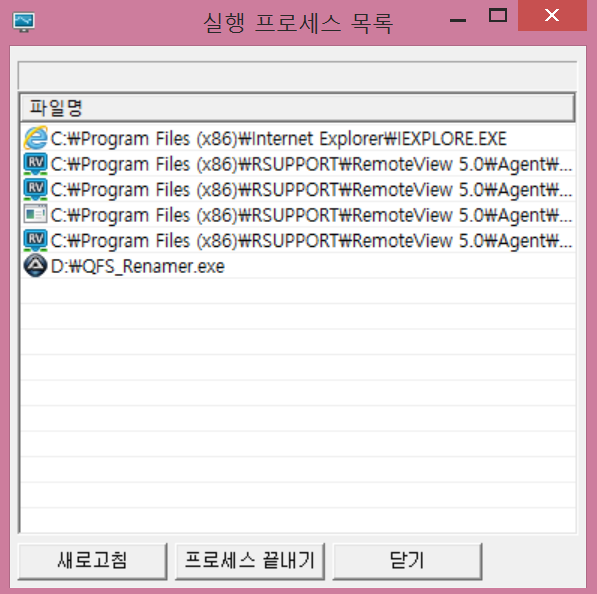 실행 프로세스 목록
파일명
C:₩Program Files (x86)₩Internet Explorer₩IEXPLORE.EXE
RV C:₩Program Files (x86)₩RSUPPORT₩RemoteView 5.0₩Agent₩...
RV C:₩Program Files (x86)₩RSUPPORT₩RemoteView 5.0₩Agent₩...
C:₩Program Files (x86)₩RSUPPORT₩RemoteView 5.0₩Agent₩...
RV C:₩Program Files (x86)₩RSUPPORT₩RemoteView 5.0₩Agent₩...
D:₩QFS_Renamer.exe
새로고침 프로세스 끝내기 닫기